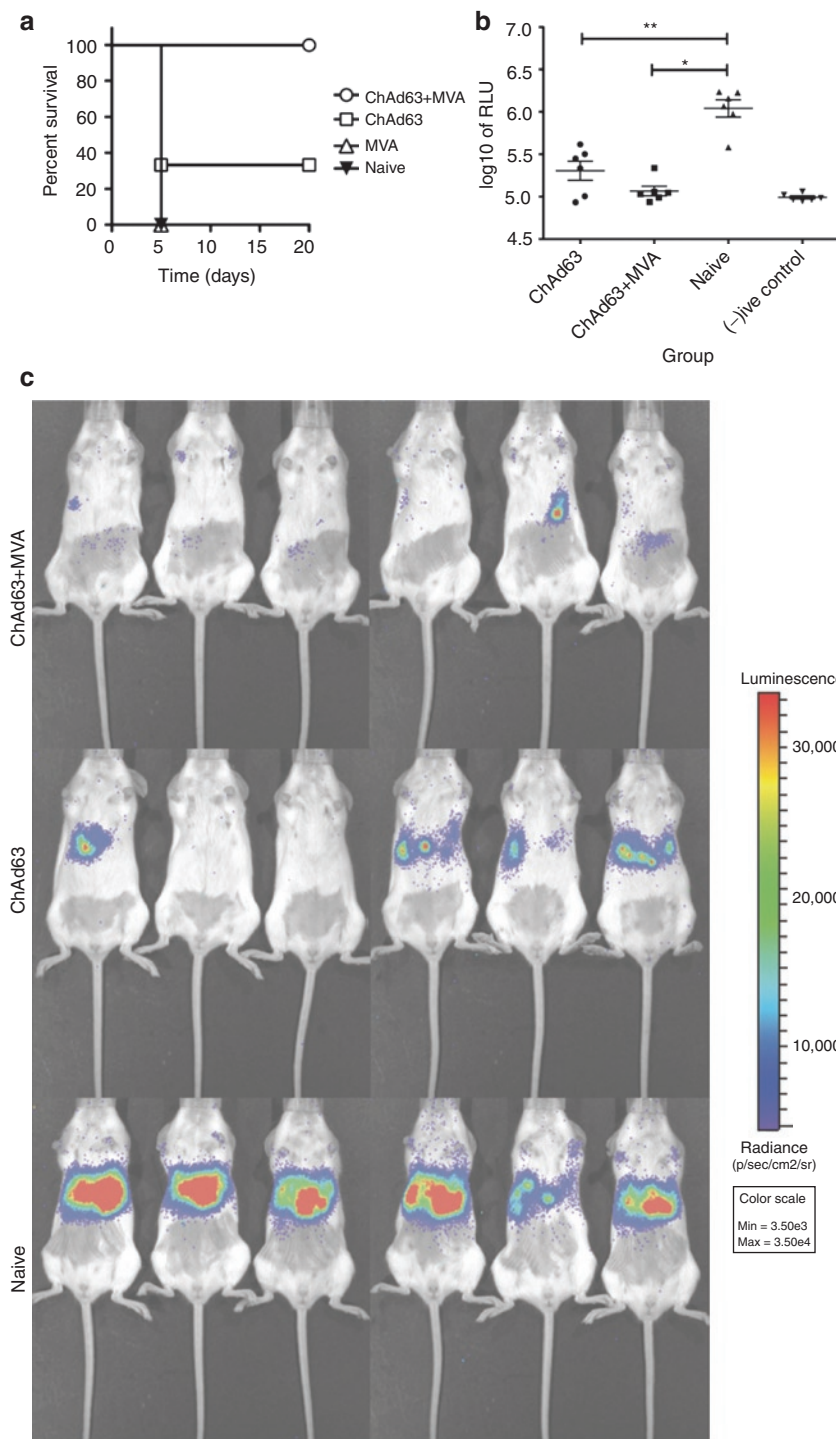 a
100
80
60
40
20
0
Percent survival
0 5 10 15 20
Time (days)
ChAd63+MVA
ChAd63
MVA
Naive
b
7.0
6.5
6.0
5.5
5.0
4.5
log10 of RLU
**
*
ChAd63
ChAd63+MVA
Naive
(–)ive control
Group
c
ChAd63+MVA
ChAd63
Naive
Luminescence
30,000
20,000
10,000
Radiance
(p/sec/cm2/sr)
Color scale
Min = 3.50e3
Max = 3.50e4